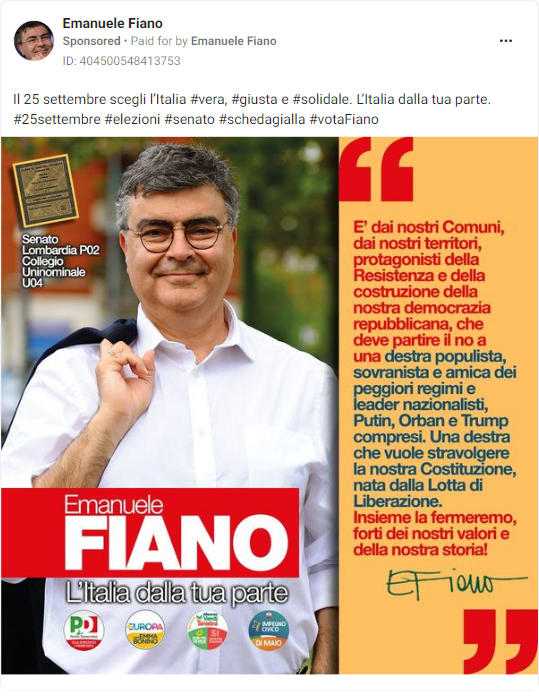 Emanuele Fiano
Sponsored • Paid for by Emanuele Fiano
ID: 404500548413753
Il 25 settembre scegli l'Italia #vera, #giusta e #solidale. L'Italia dalla tua parte.
#25settembre #elezioni #senato #schedagialla #votaFiano
Senato
Lombardia P02
Collegio
Uninominale
U04
"
E' dai nostri Comuni,
dai nostri territori,
protagonisti della
Resistenza e della
costruzione della
nostra democrazia
repubblicana, che
deve partire il no a
una destra populista,
sovranista e amica dei
peggiori regimi e
leader nazionalisti,
Putin, Orban e Trump
compresi. Una destra
che vuole stravolgere
la nostra Costituzione,
nata dalla Lotta di
Liberazione.
Insieme la fermeremo,
forti dei nostri valori e
della nostra storia!
EFiano
"
Emanuele
FIANO
L'Italia dalla tua parte
PD
EUROPA
EMMA
BONINO
Verdi
Sinistra
IMPEGNO
CIVICO
DI MAIO